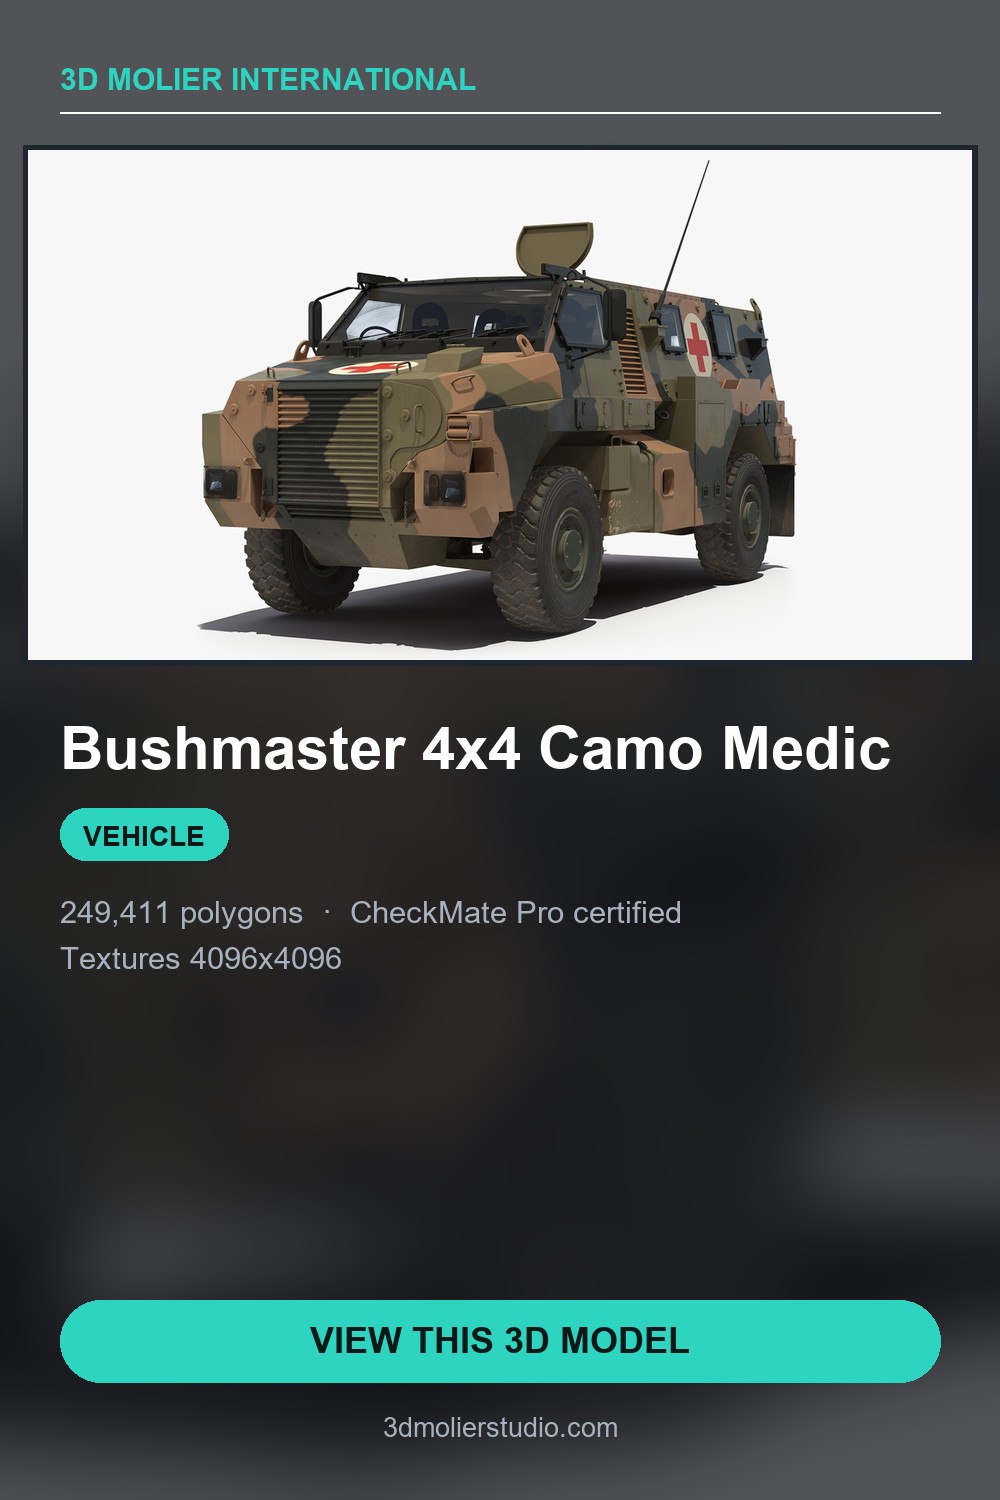 3D MOLIER INTERNATIONAL
Bushmaster 4x4 Camo Medic
VEHICLE
249,411 polygons · CheckMate Pro certified
Textures 4096x4096
VIEW THIS 3D MODEL
3dmolierstudio.com